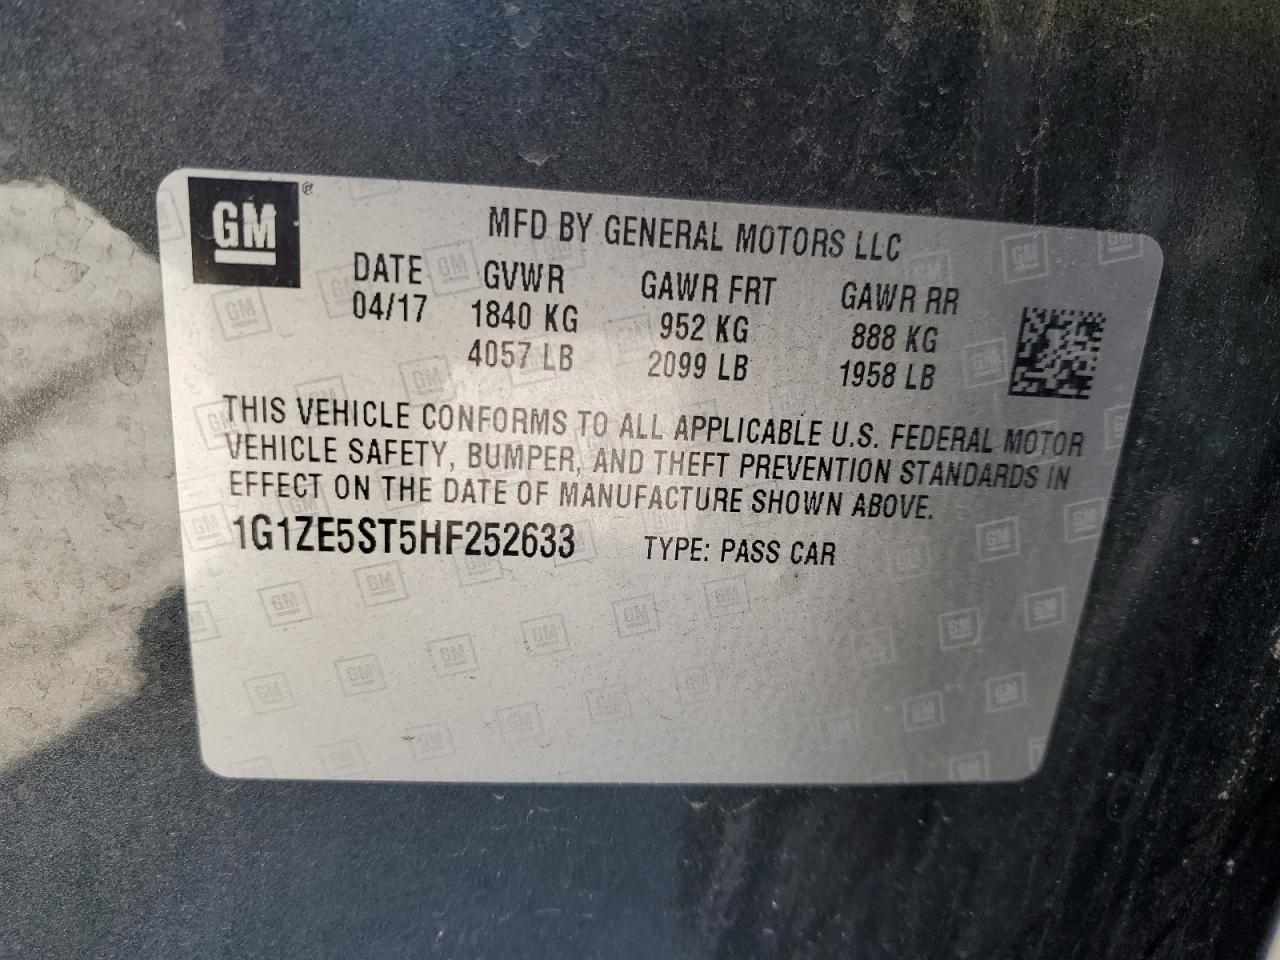 GM®
MFD BY GENERAL MOTORS LLC
DATE GVWR GAWR FRT GAWR RR
04/17 1840 KG 952 KG 888 KG
4057 LB 2099 LB 1958 LB
THIS VEHICLE CONFORMS TO ALL APPLICABLE U.S. FEDERAL MOTOR
VEHICLE SAFETY, BUMPER, AND THEFT PREVENTION STANDARDS IN
EFFECT ON THE DATE OF MANUFACTURE SHOWN ABOVE.
1G1ZE5ST5HF252633 TYPE: PASS CAR